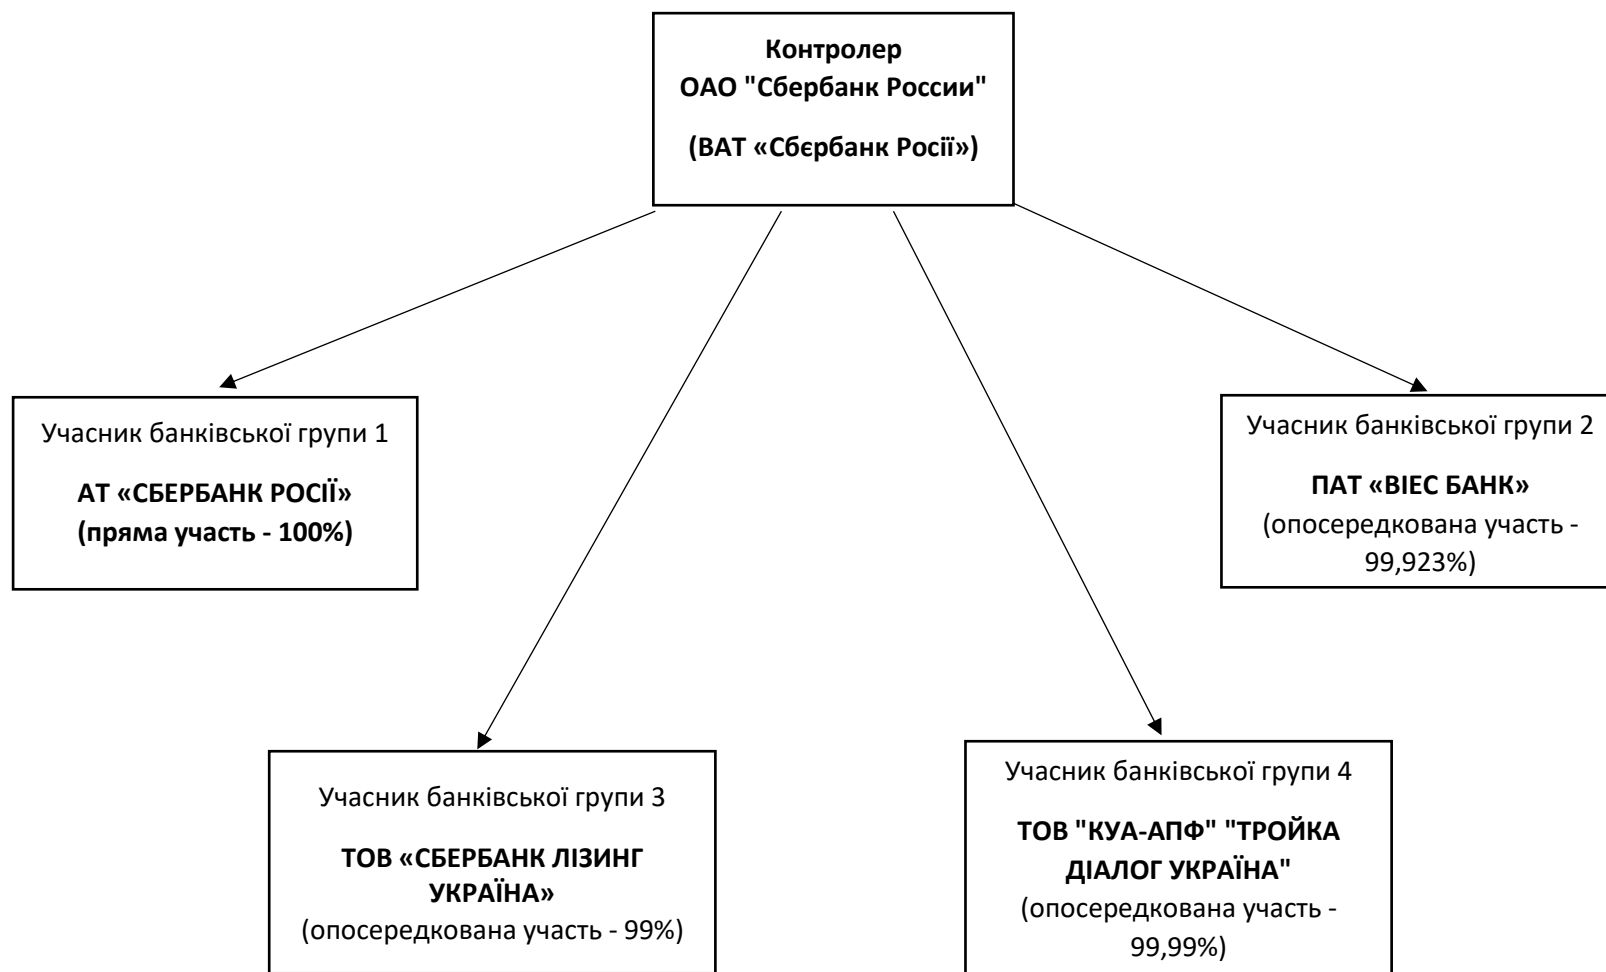 Контролер
ОАО "Сбербанк России"
(ВАТ «Сбєрбанк Росії»)
Учасник банківської групи 1
АТ «СБЕРБАНК РОСІЇ»
(пряма участь - 100%)
Учасник банківської групи 2
ПАТ «ВІЕС БАНК»
(опосередкована участь -
99,923%)
Учасник банківської групи 3
ТОВ «СБЕРБАНК ЛІЗИНГ
УКРАЇНА»
(опосередкована участь - 99%)
Учасник банківської групи 4
ТОВ "КУА-АПФ" "ТРОЙКА
ДІАЛОГ УКРАЇНА"
(опосередкована участь -
99,99%)